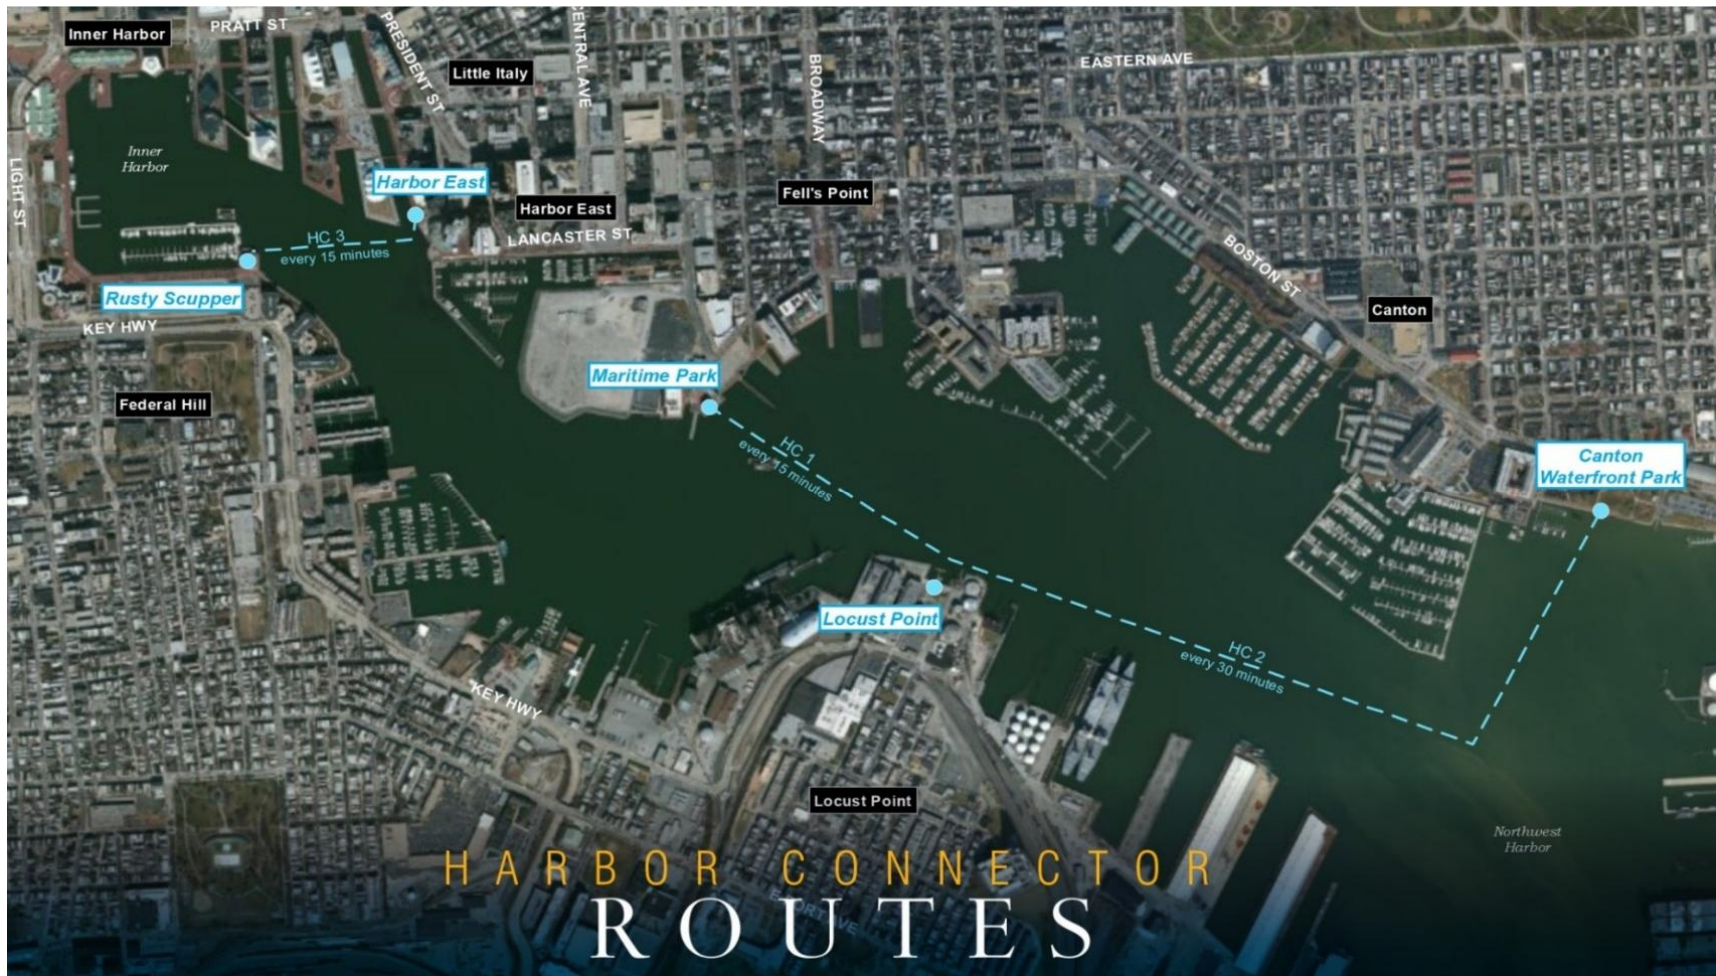 Inner Harbor
PRATT ST
PRESIDENT ST
Little Italy
CENTRAL AVE
BROADWAY
EASTERN AVE
Inner
Harbor
LIGHT ST
Harbor East
Harbor East
Fell's Point
HC 3
every 15 minutes
LANCASTER ST
BOSTON ST
Rusty Scupper
KEY HWY
Canton
Maritime Park
Federal Hill
HC 1
every 15 minutes
Canton
Waterfront Park
Locust Point
HC 2
every 30 minutes
KEY HWY
Locust Point
Northwest
Harbor
HARBOR CONNECTOR
ROUTES